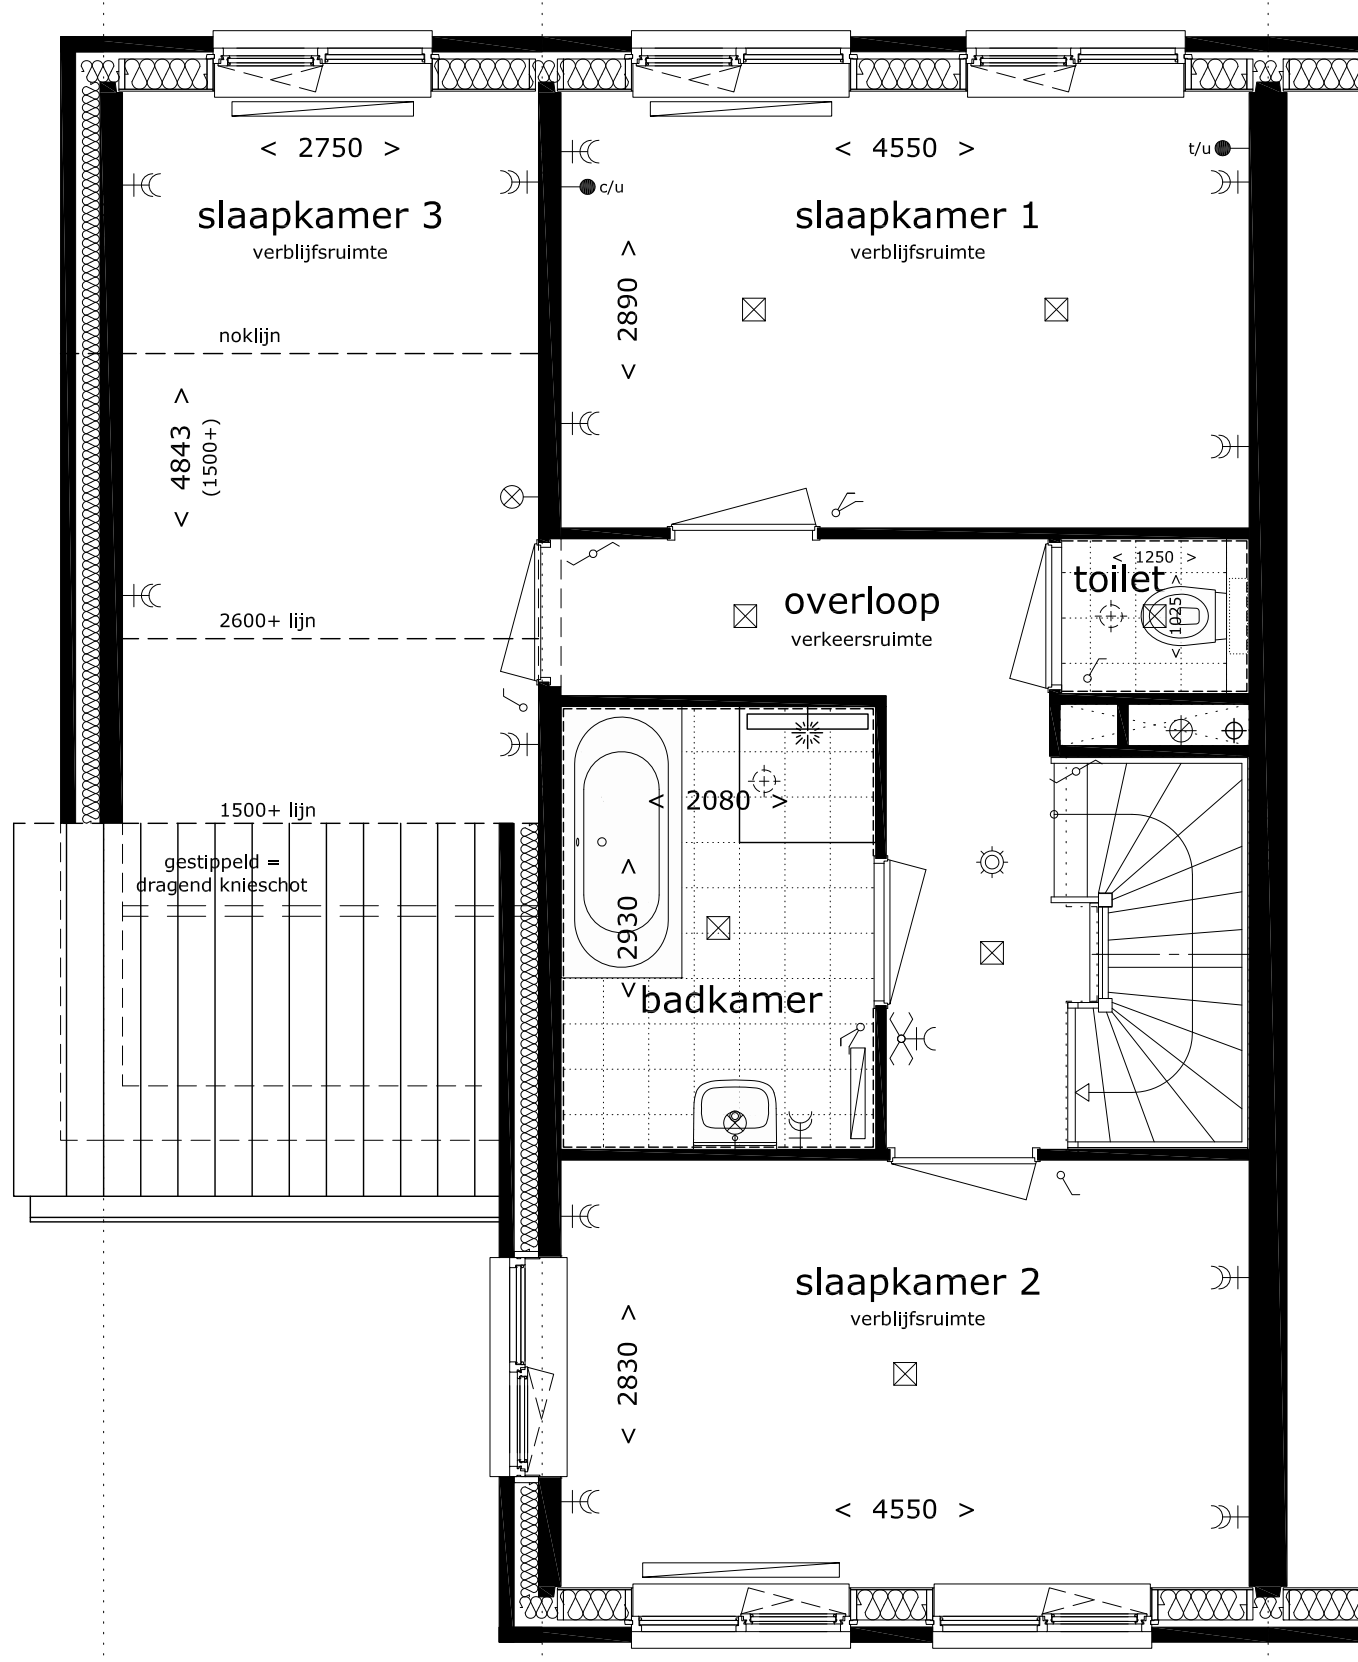 < 2750 >
slaapkamer 3
verblijfsruimte
noklijn
< 4843 >
(1500+)
2600+ lijn
1500+ lijn
gestippeld =
dragend knieschot
< 4550 >
t/u
c/u
slaapkamer 1
verblijfsruimte
< 2890 >
overloop
verkeersruimte
< 1250 >
toilet
< 1025 >
< 2080 >
< 2930 >
badkamer
slaapkamer 2
verblijfsruimte
< 2830 >
< 4550 >